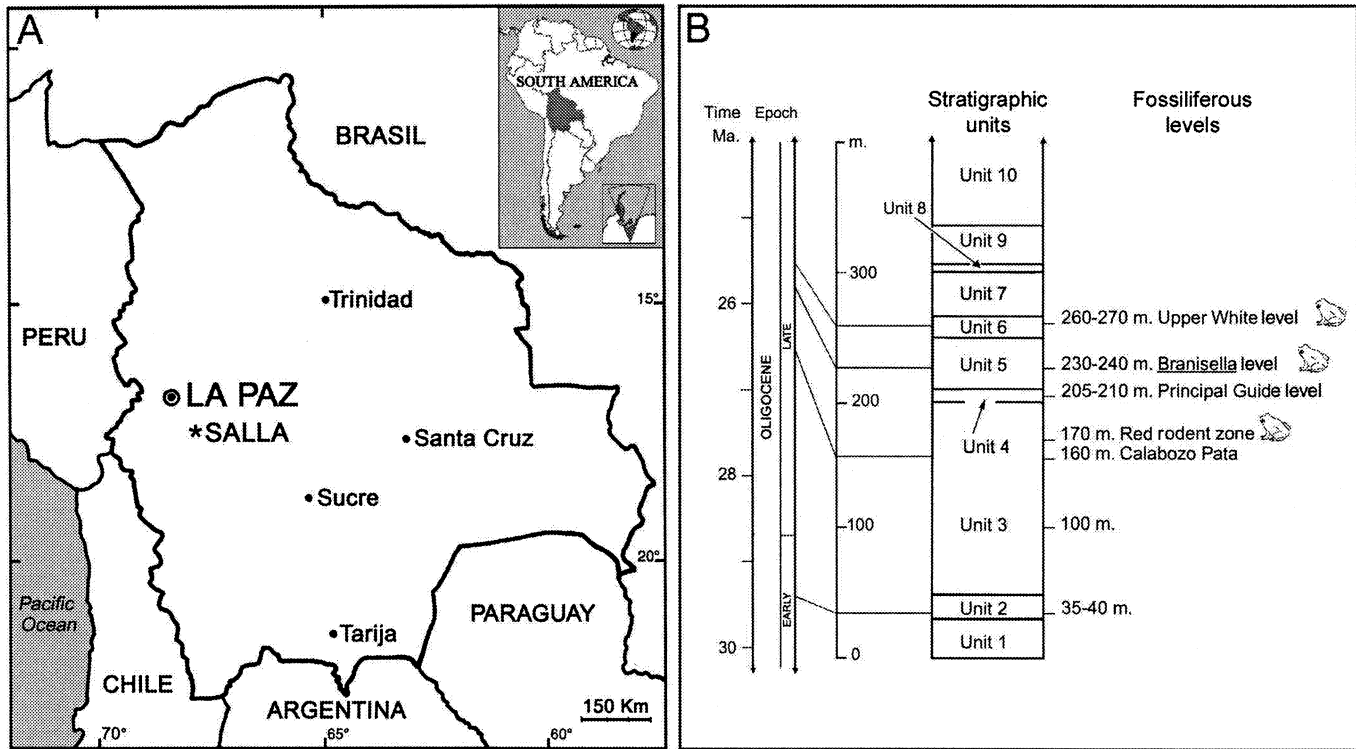 A
SOUTH AMERICA
BRASIL
Trinidad
15°
PERU
LA PAZ
*SALLA
Santa Cruz
Sucre
20°
Pacific
Ocean
PARAGUAY
Tarija
CHILE
ARGENTINA
150 Km
70°
65°
60°
B
Time
Ma.
Epoch
m.
Stratigraphic
units
Fossiliferous
levels
Unit 10
Unit 8
Unit 9
300
Unit 7
26
260-270 m. Upper White level
Unit 6
LATE
230-240 m. Branisella level
Unit 5
205-210 m. Principal Guide level
200
OLIGOCENE
170 m. Red rodent zone
Unit 4
160 m. Calabozo Pata
28
100
Unit 3
100 m.
EARLY
Unit 2
35-40 m.
Unit 1
30
0